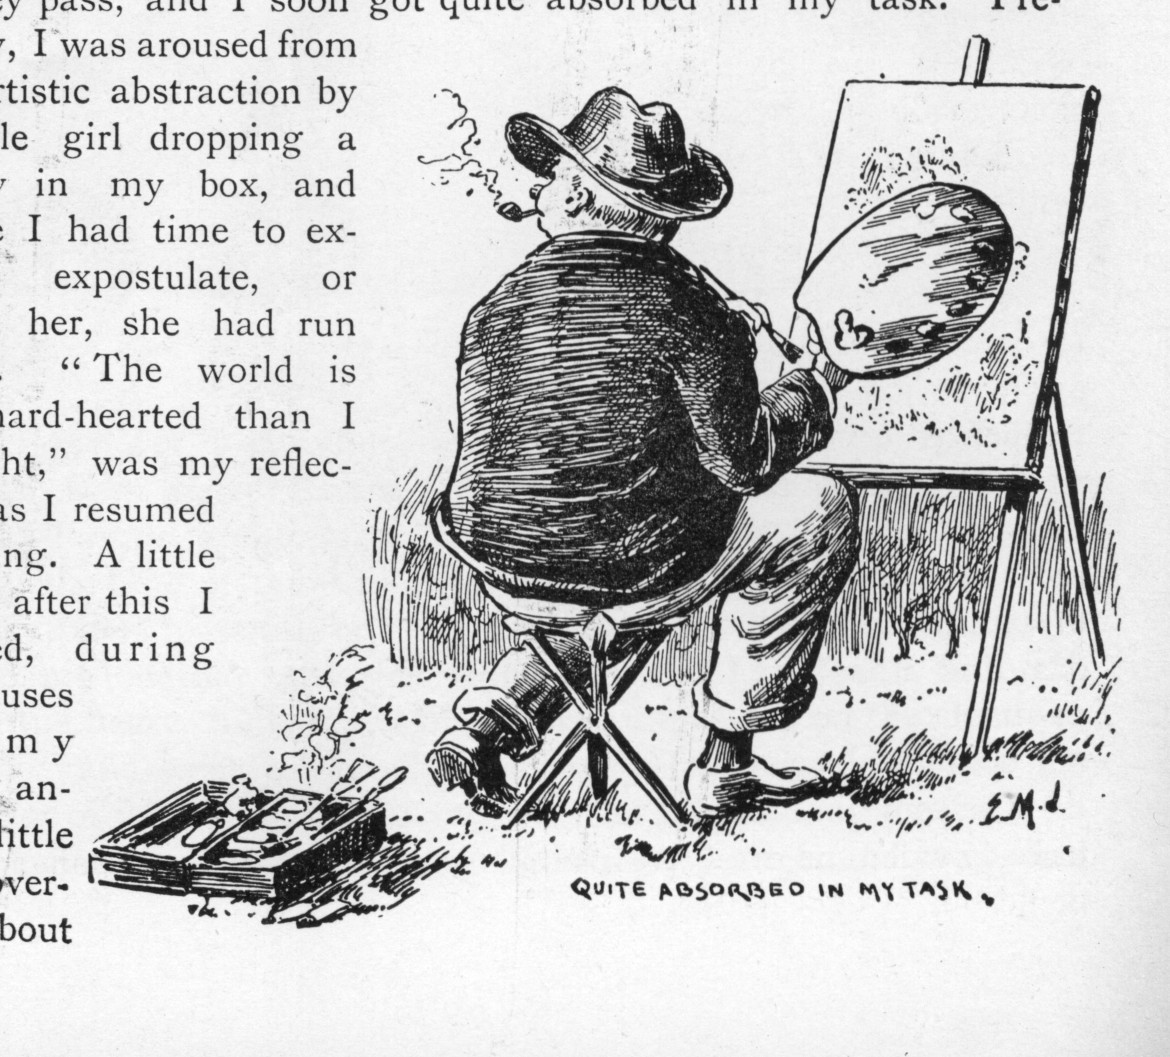 ey pass, and I soon got quite absorbed in my task. Pre-
y, I was aroused from
rtistic abstraction by
le girl dropping a
y in my box, and
e I had time to ex-
expostulate, or
her, she had run
. “The world is
hard-hearted than I
ht,” was my reflec-
as I resumed
ng. A little
after this I
ed, during
uses
my
an-
little
over-
bout
E.M.J.
QUITE ABSORBED IN MY TASK.